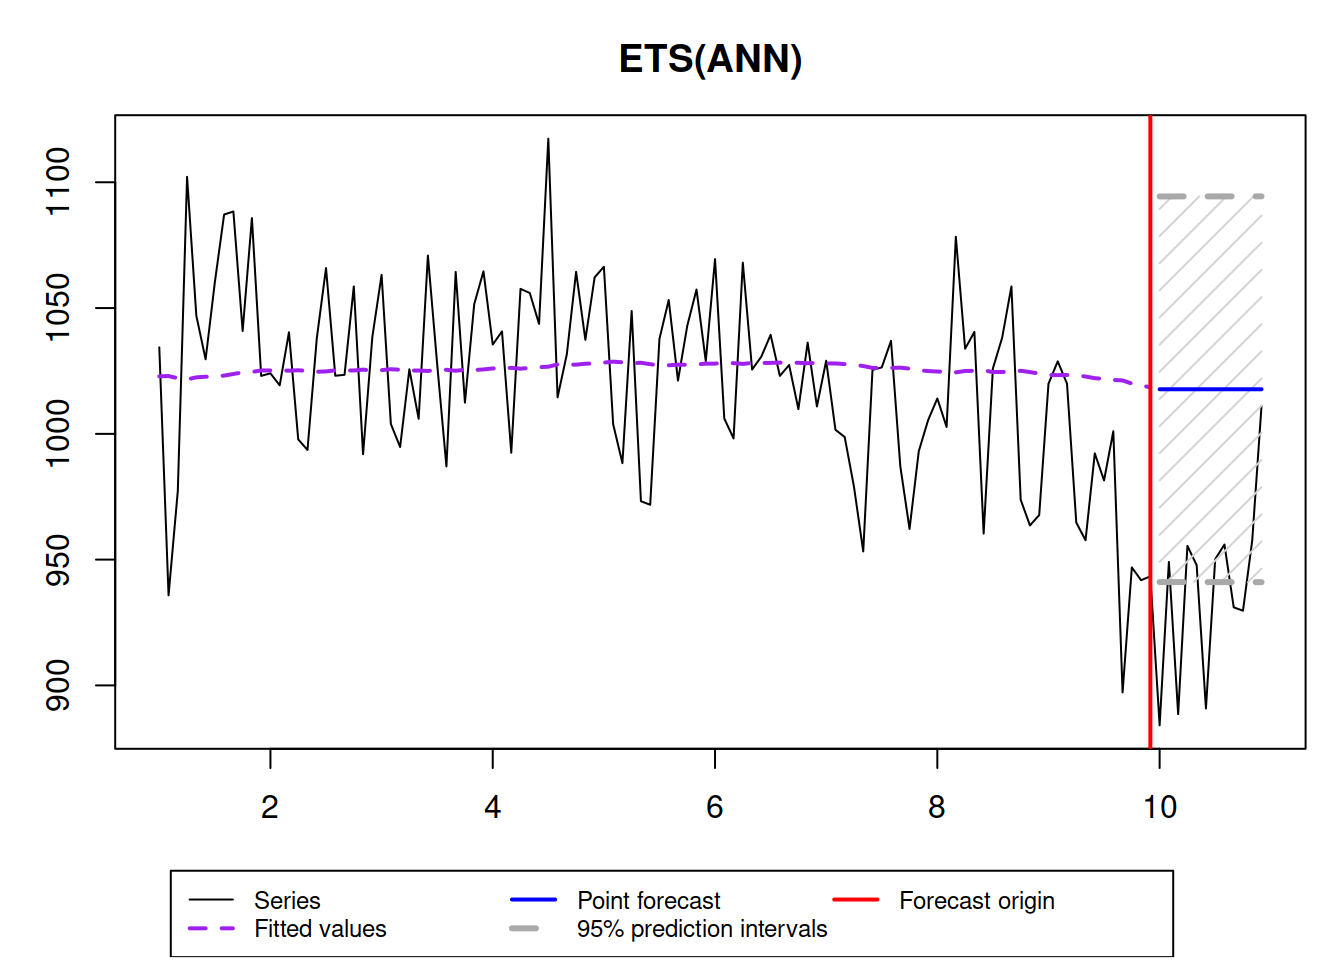 ETS(ANN)
1100
1050
1000
950
900
2 4 6 8 10
Series Point forecast Forecast origin
Fitted values 95% prediction intervals